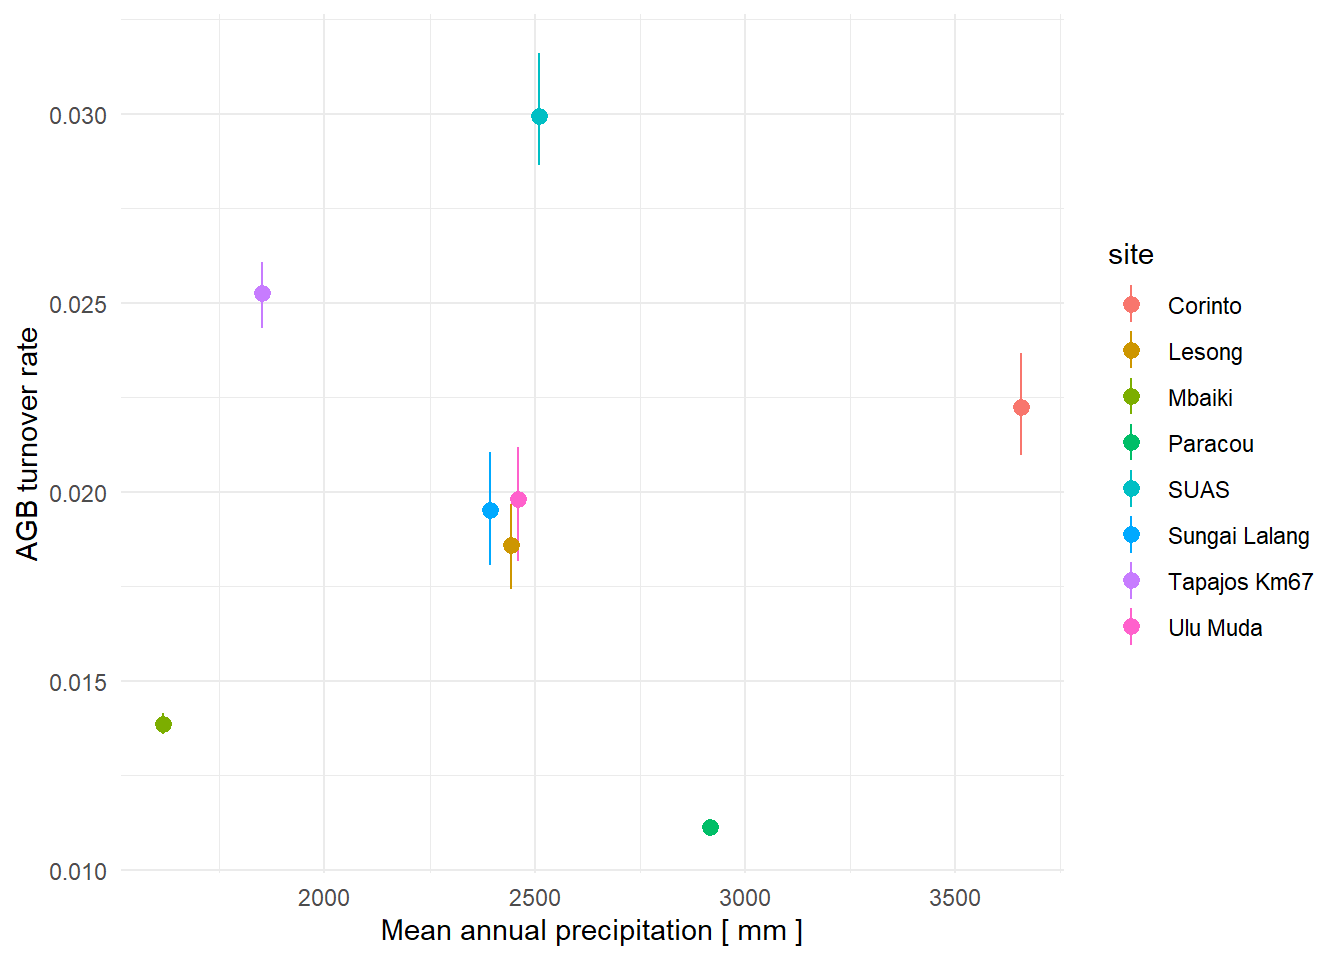 AGB turnover rate
0.030
0.025
0.020
0.015
0.010
2000 2500 3000 3500
Mean annual precipitation [ mm ]
site
Corinto
Lesong
Mbaiki
Paracou
SUAS
Sungai Lalang
Tapajos Km67
Ulu Muda